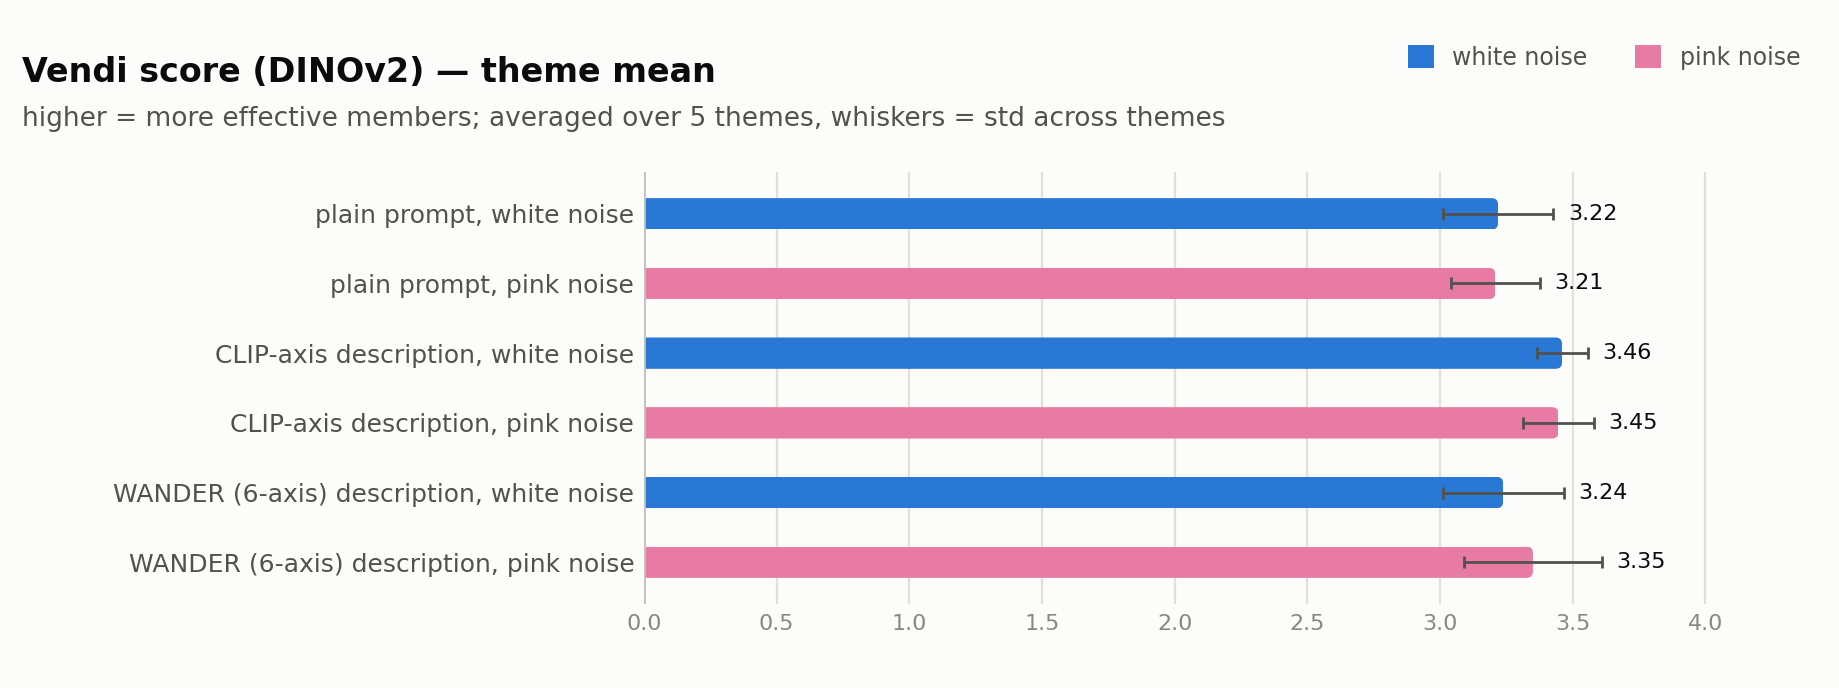 Vendi score (DINOv2) — theme mean
white noise
pink noise
higher = more effective members; averaged over 5 themes, whiskers = std across themes
plain prompt, white noise
3.22
plain prompt, pink noise
3.21
CLIP-axis description, white noise
3.46
CLIP-axis description, pink noise
3.45
WANDER (6-axis) description, white noise
3.24
WANDER (6-axis) description, pink noise
3.35
0.0 0.5 1.0 1.5 2.0 2.5 3.0 3.5 4.0